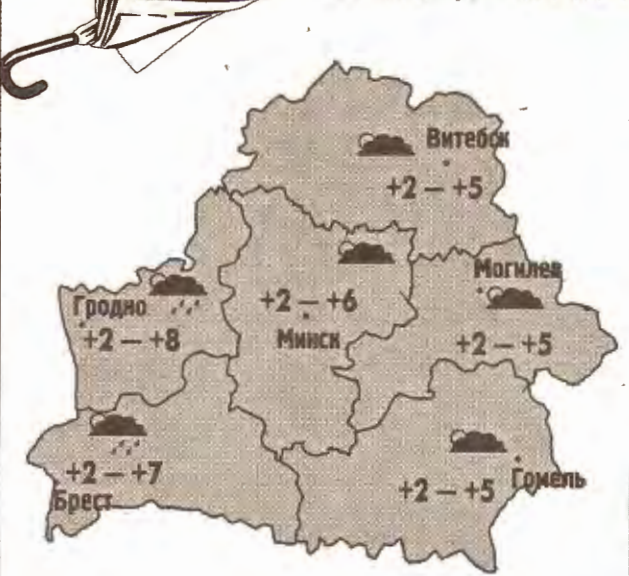 Витебск
+2 — +5
Могилев
+2 — +5
Гродно
+2 — +8
+2 — +6
Минск
+2 — +7
Брест
+2 — +5
Гомель